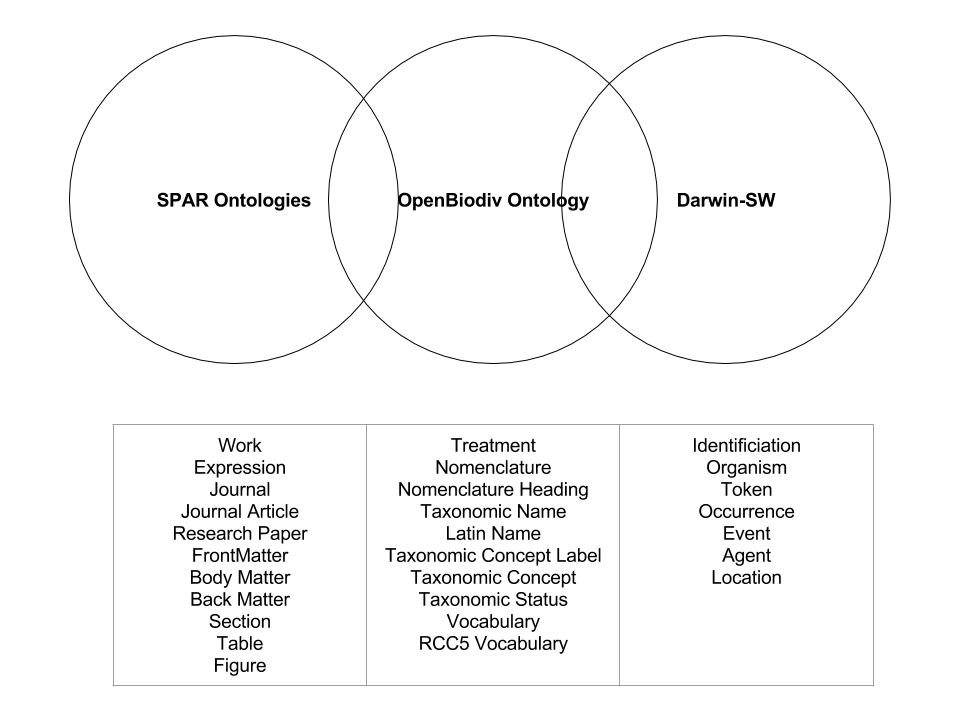 SPAR Ontologies
OpenBiodiv Ontology
Darwin-SW
Work
Expression
Journal
Journal Article
Research Paper
FrontMatter
Body Matter
Back Matter
Section
Table
Figure
Treatment
Nomenclature
Nomenclature Heading
Taxonomic Name
Latin Name
Taxonomic Concept Label
Taxonomic Concept
Taxonomic Status
Vocabulary
RCC5 Vocabulary
Identificiation
Organism
Token
Occurrence
Event
Agent
Location